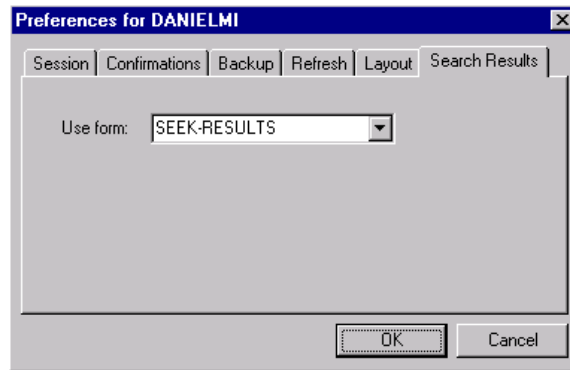 Preferences for DANIELMI
Session Confirmations Backup Refresh Layout Search Results
Use form: SEEK-RESULTS
OK Cancel